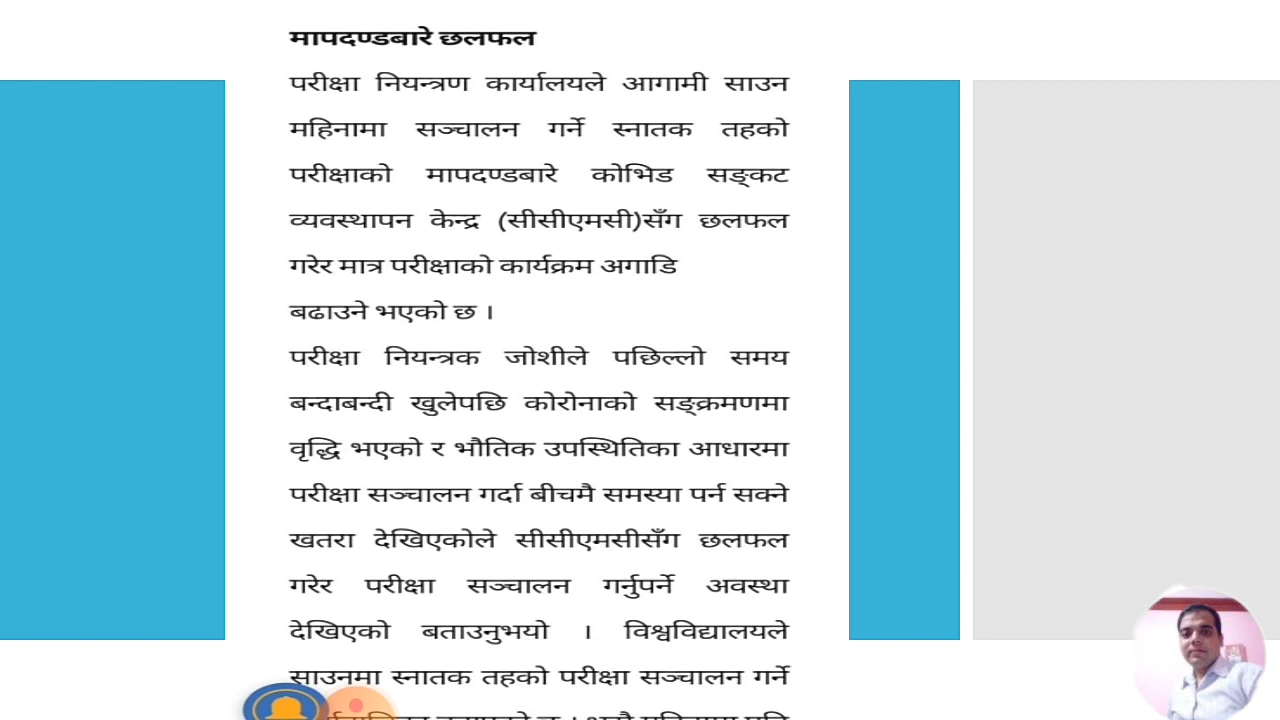 मापदण्डबारे छलफल
परीक्षा नियन्त्रण कार्यालयले आगामी साउन
महिनामा सञ्चालन गर्ने स्नातक तहको
परीक्षाको मापदण्डबारे कोभिड सङ्कट
व्यवस्थापन केन्द्र (सीसीएमसी)सँग छलफल
गरेर मात्र परीक्षाको कार्यक्रम अगाडि
बढाउने भएको छ ।
परीक्षा नियन्त्रक जोशीले पछिल्लो समय
बन्दाबन्दी खुलेपछि कोरोनाको सङ्क्रमणमा
वृद्धि भएको र भौतिक उपस्थितिका आधारमा
परीक्षा सञ्चालन गर्दा बीचमै समस्या पर्न सक्ने
खतरा देखिएकोले सीसीएमसीसँग छलफल
गरेर परीक्षा सञ्चालन गर्नुपर्ने अवस्था
देखिएको बताउनुभयो । विश्वविद्यालयले
साउनमा स्नातक तहको परीक्षा सञ्चालन गर्ने